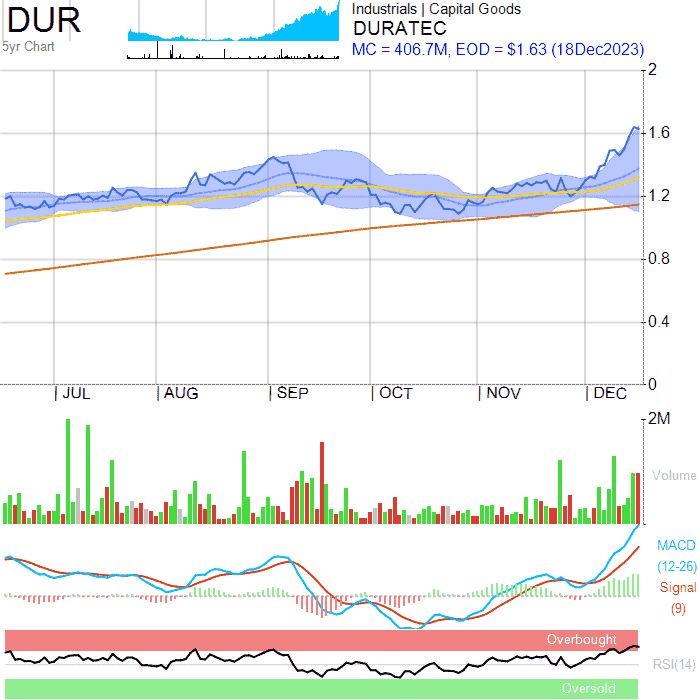 DUR
5yr Chart
Industrials | Capital Goods
DURATEC
MC = 406.7M, EOD = $1.63 (18Dec2023)
2
1.6
1.2
0.8
0.4
0
JUL
AUG
SEP
OCT
NOV
DEC
2M
Volume
MACD
(12-26)
Signal
(9)
Overbought
RSI(14)
Oversold